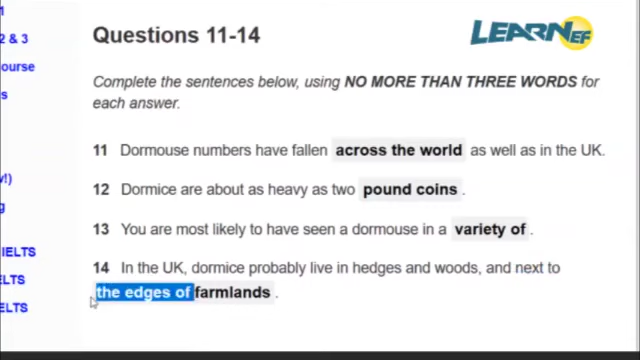 1
2 & 3
ourse
s
w!)
g
IELTS
ELTS
ELTS
LEARN EF
Questions 11-14
Complete the sentences below, using NO MORE THAN THREE WORDS for
each answer.
11 Dormouse numbers have fallen across the world as well as in the UK.
12 Dormice are about as heavy as two pound coins .
13 You are most likely to have seen a dormouse in a variety of .
14 In the UK, dormice probably live in hedges and woods, and next to
the edges of farmlands .